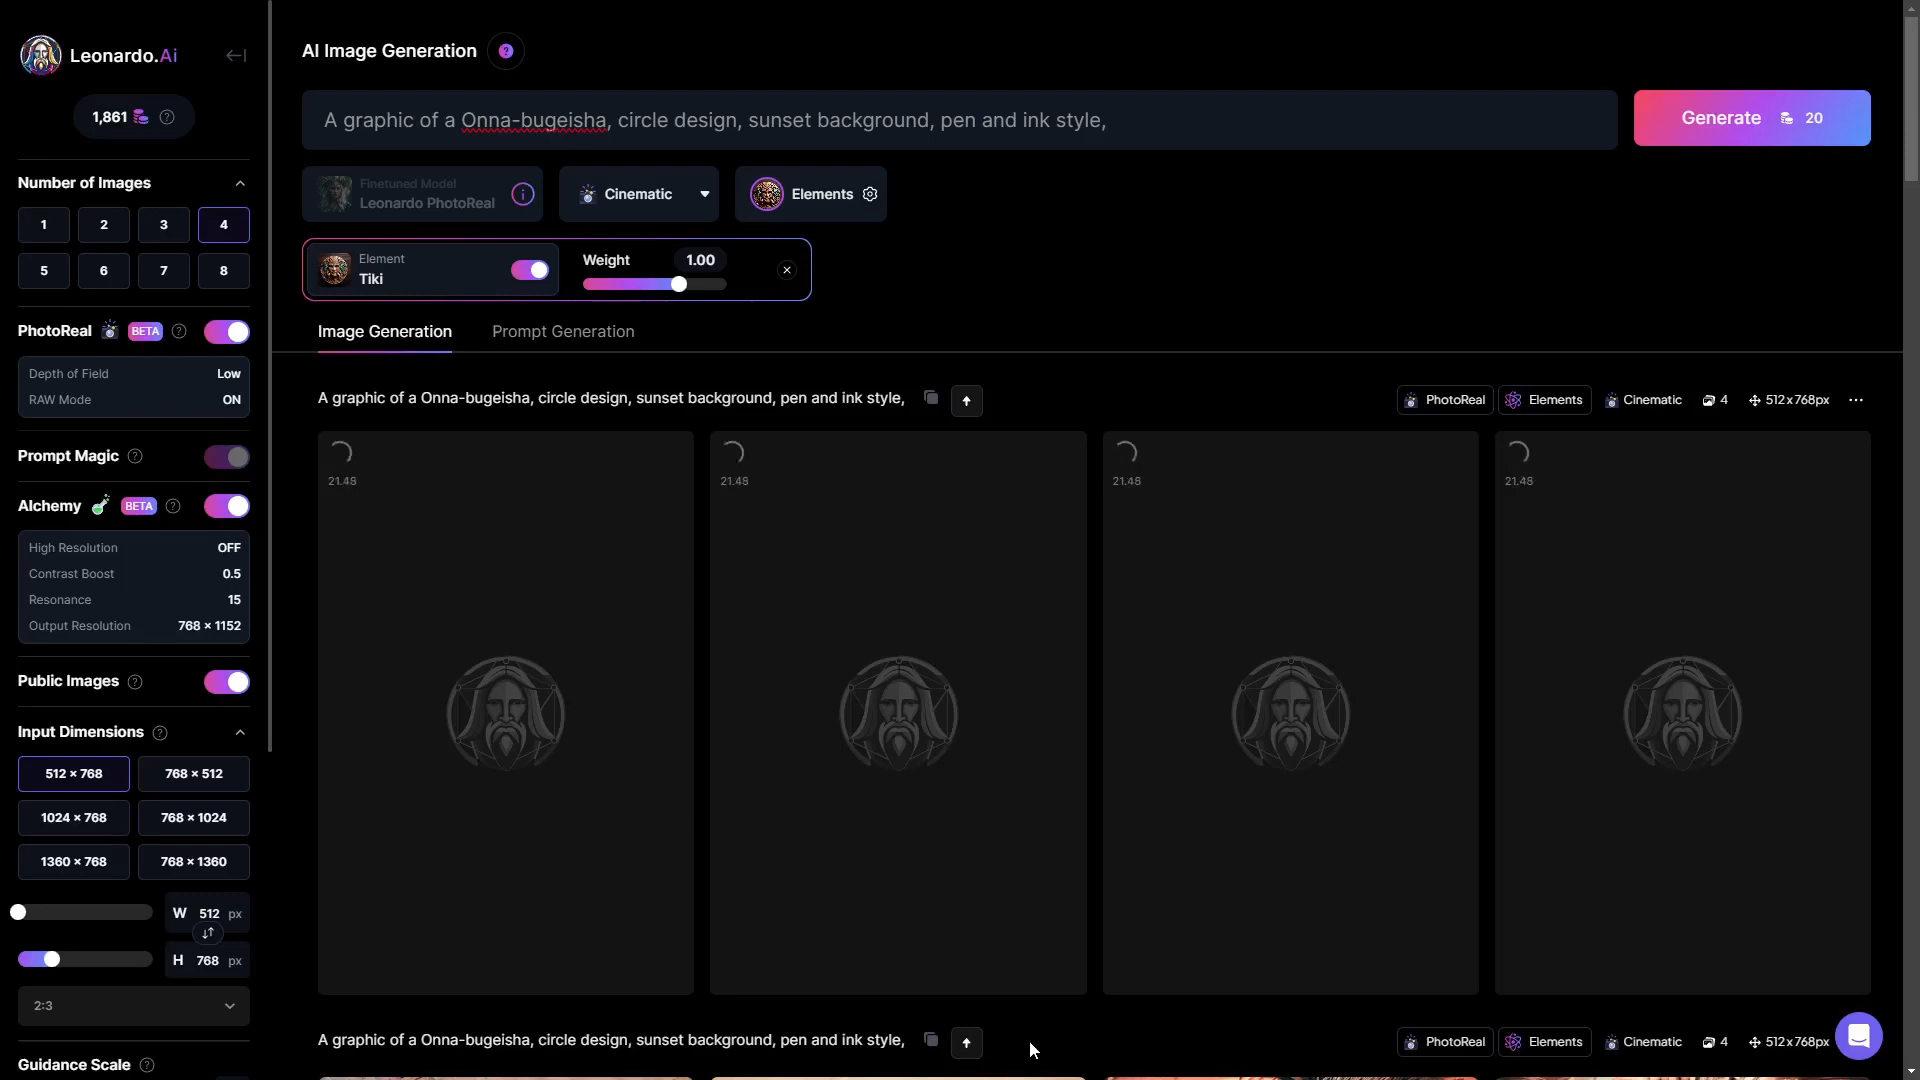 Leonardo.Ai
1,861
Number of Images
1 2 3 4
5 6 7 8
PhotoReal BETA
Depth of Field Low
RAW Mode ON
Prompt Magic
Alchemy BETA
High Resolution OFF
Contrast Boost 0.5
Resonance 15
Output Resolution 768 × 1152
Public Images
Input Dimensions
512 × 768 768 × 512
1024 × 768 768 × 1024
1360 × 768 768 × 1360
W 512 px
H 768 px
2:3
Guidance Scale
AI Image Generation ?
A graphic of a Onna-bugeisha, circle design, sunset background, pen and ink style,
Generate 20
Finetuned Model
Leonardo PhotoReal
Cinematic
Elements
Element
Tiki
Weight 1.00
Image Generation Prompt Generation
A graphic of a Onna-bugeisha, circle design, sunset background, pen and ink style,
PhotoReal Elements Cinematic 4 512x768px
21.4s 21.4s 21.4s 21.4s
A graphic of a Onna-bugeisha, circle design, sunset background, pen and ink style,
PhotoReal Elements Cinematic 4 512x768px